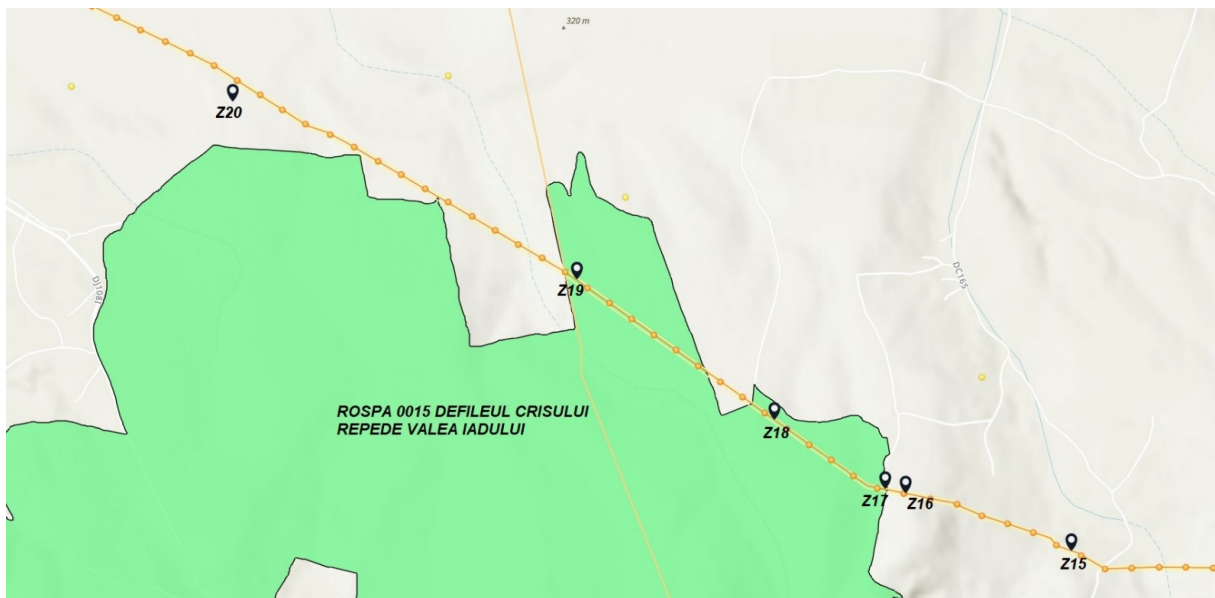 320 m
Z20
DC165
Z19
DJ108I
ROSPA 0015 DEFILEUL CRISULUI
REPEDE VALEA IADULUI
Z18
Z17
Z16
Z15